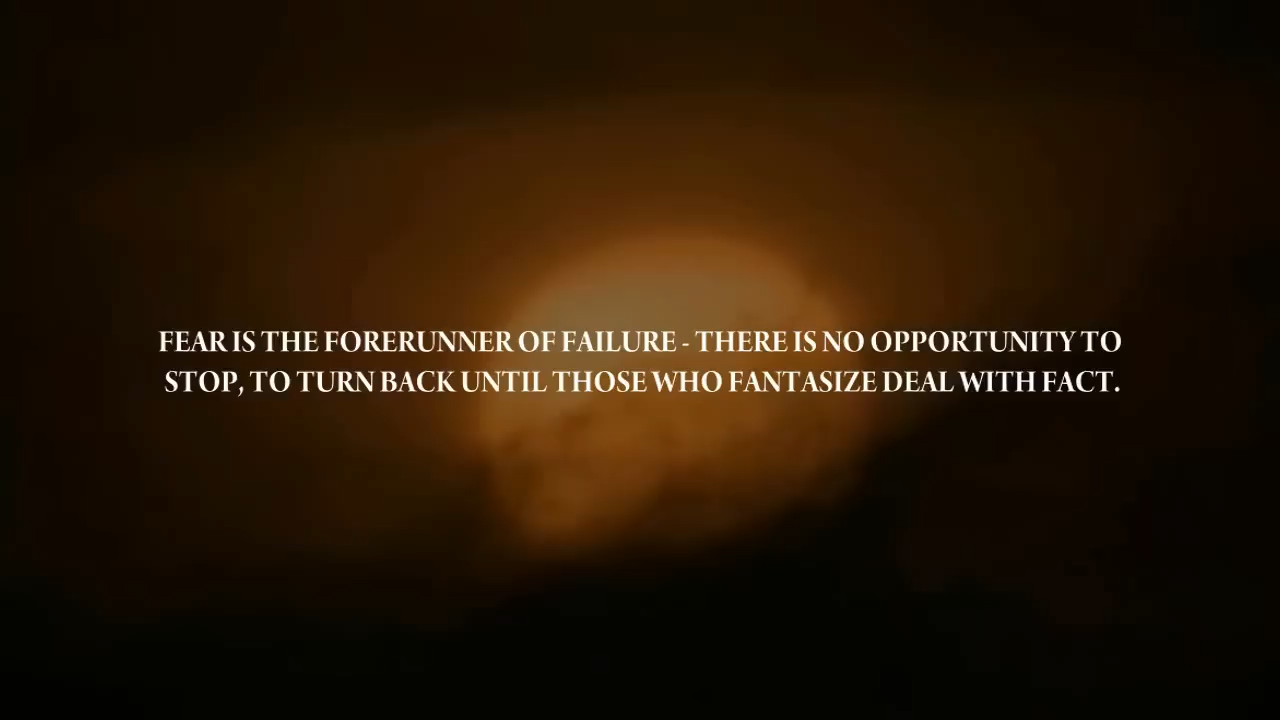 FEAR IS THE FORERUNNER OF FAILURE - THERE IS NO OPPORTUNITY TO
STOP, TO TURN BACK UNTIL THOSE WHO FANTASIZE DEAL WITH FACT.